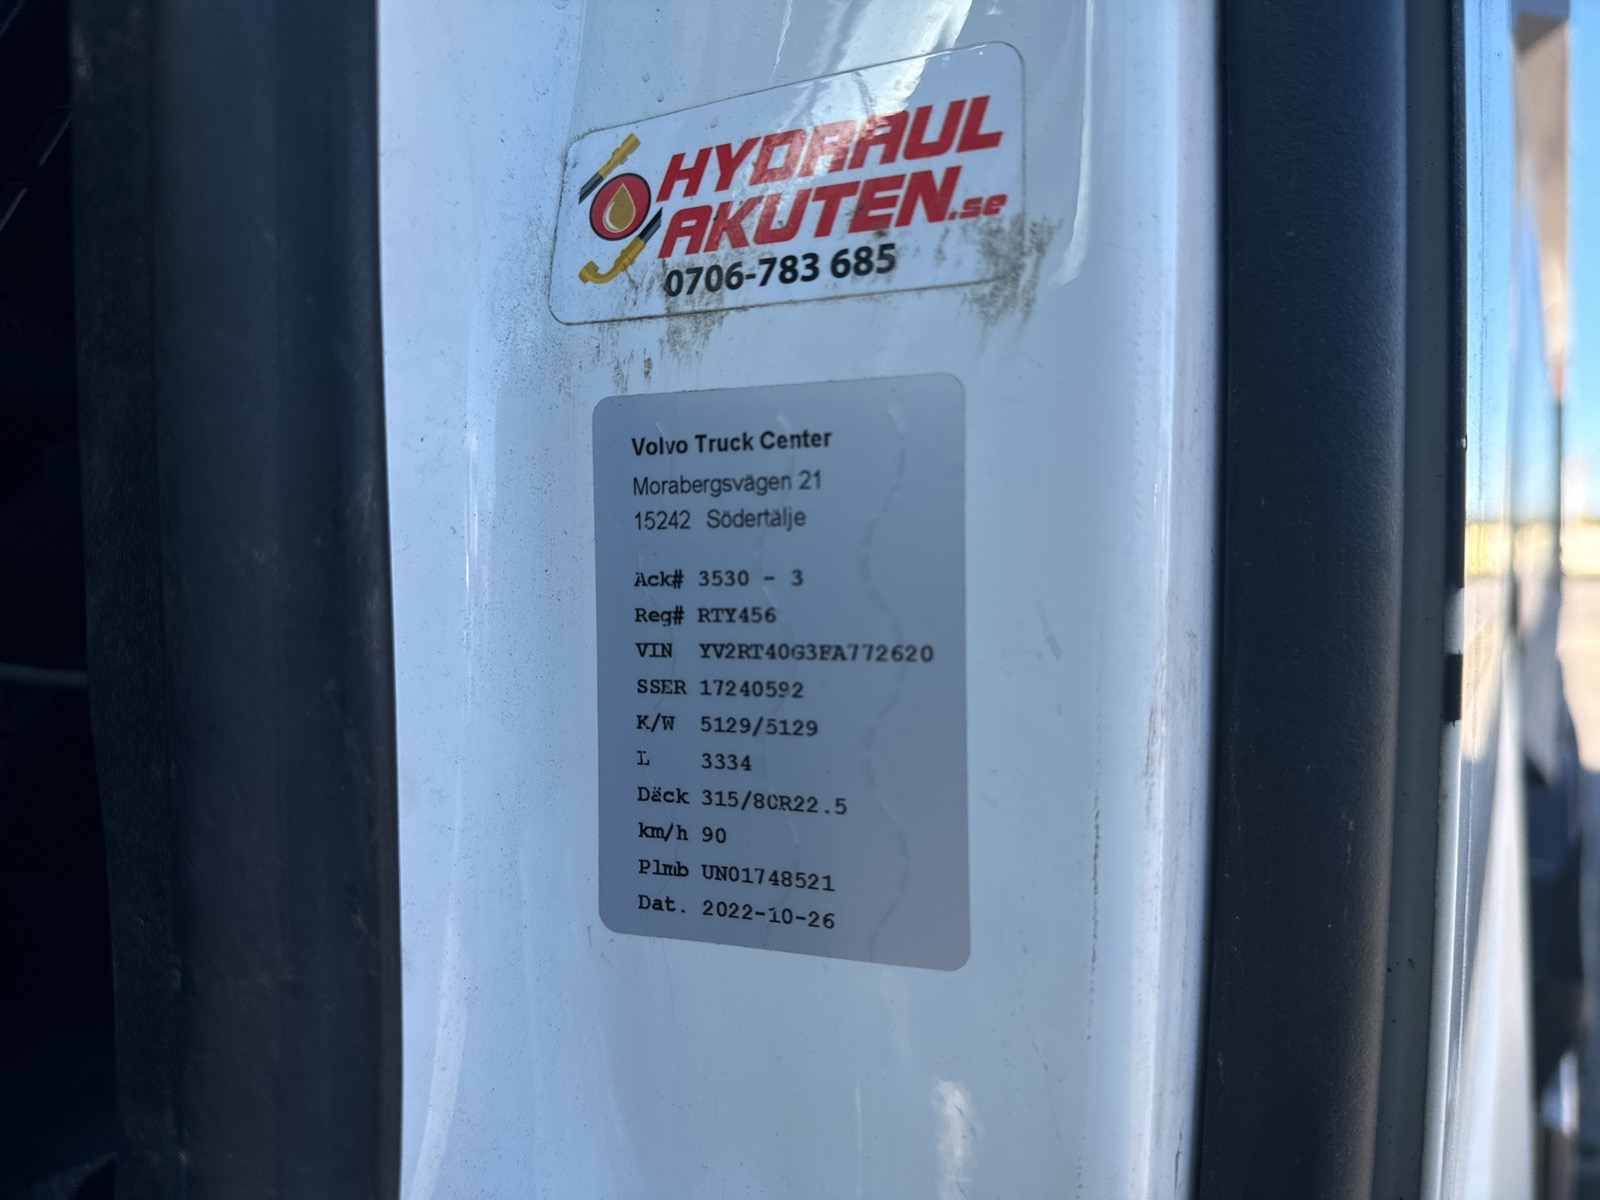 HYDRAUL
AKUTEN.se
0706-783 685
Volvo Truck Center
Morabergsvägen 21
15242 Södertälje
Ack# 3530 - 3
Reg# RTY456
VIN YV2RT40G3FA772620
SSER 17240592
K/W 5129/5129
L 3334
Däck 315/80R22.5
km/h 90
Plmb UN01748521
Dat. 2022-10-26